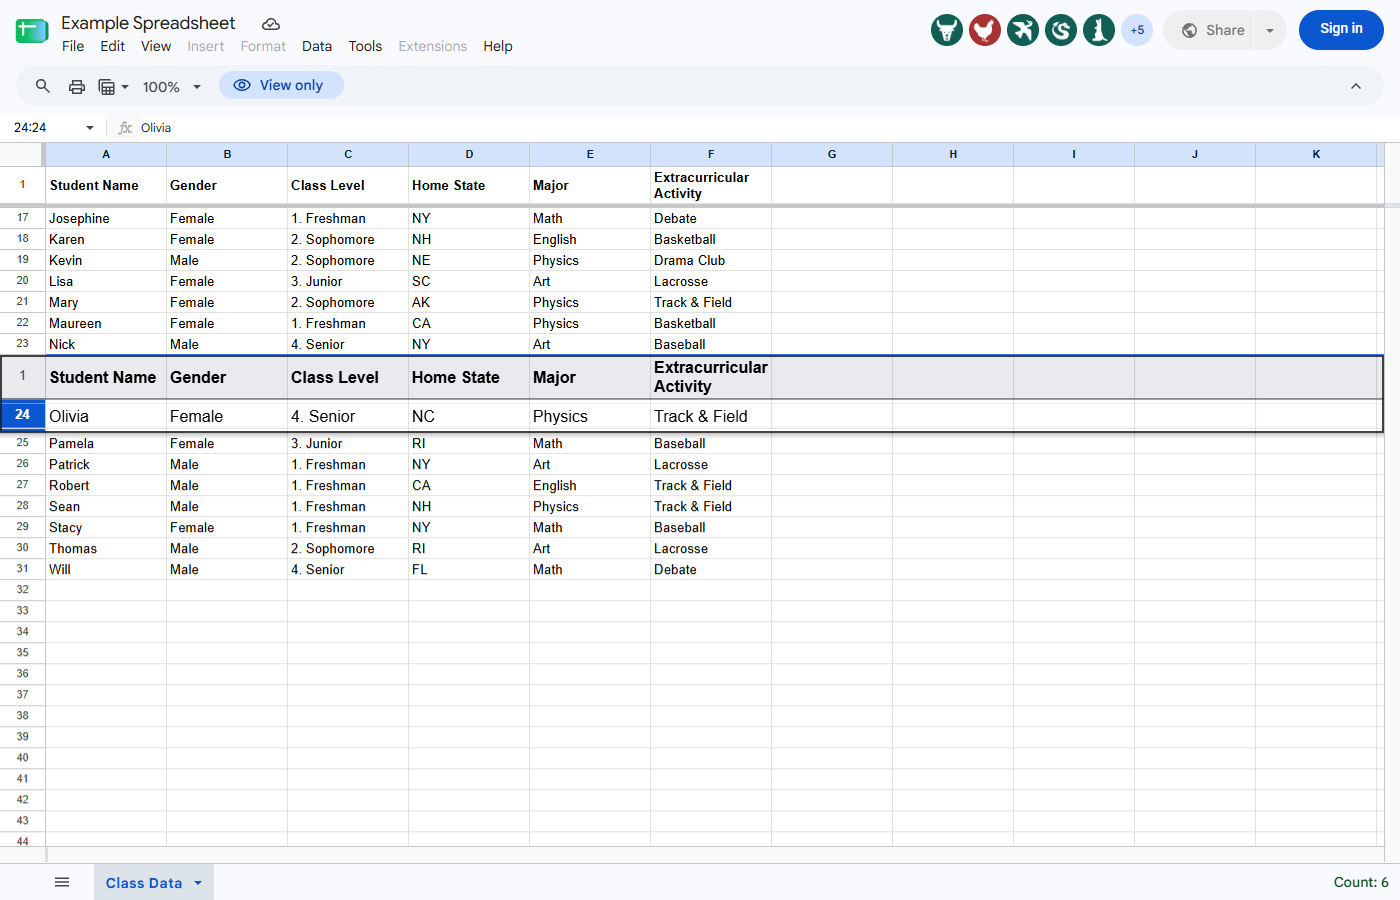 Example Spreadsheet
File Edit View Insert Format Data Tools Extensions Help
+5
Share
Sign in
100%
View only
24:24
fx Olivia
A B C D E F G H I J K
1 Student Name Gender Class Level Home State Major Extracurricular Activity
17 Josephine Female 1. Freshman NY Math Debate
18 Karen Female 2. Sophomore NH English Basketball
19 Kevin Male 2. Sophomore NE Physics Drama Club
20 Lisa Female 3. Junior SC Art Lacrosse
21 Mary Female 2. Sophomore AK Physics Track & Field
22 Maureen Female 1. Freshman CA Physics Basketball
23 Nick Male 4. Senior NY Art Baseball
1 Student Name Gender Class Level Home State Major Extracurricular Activity
24 Olivia Female 4. Senior NC Physics Track & Field
25 Pamela Female 3. Junior RI Math Baseball
26 Patrick Male 1. Freshman NY Art Lacrosse
27 Robert Male 1. Freshman CA English Track & Field
28 Sean Male 1. Freshman NH Physics Track & Field
29 Stacy Female 1. Freshman NY Math Baseball
30 Thomas Male 2. Sophomore RI Art Lacrosse
31 Will Male 4. Senior FL Math Debate
32
33
34
35
36
37
38
39
40
41
42
43
44
Class Data
Count: 6